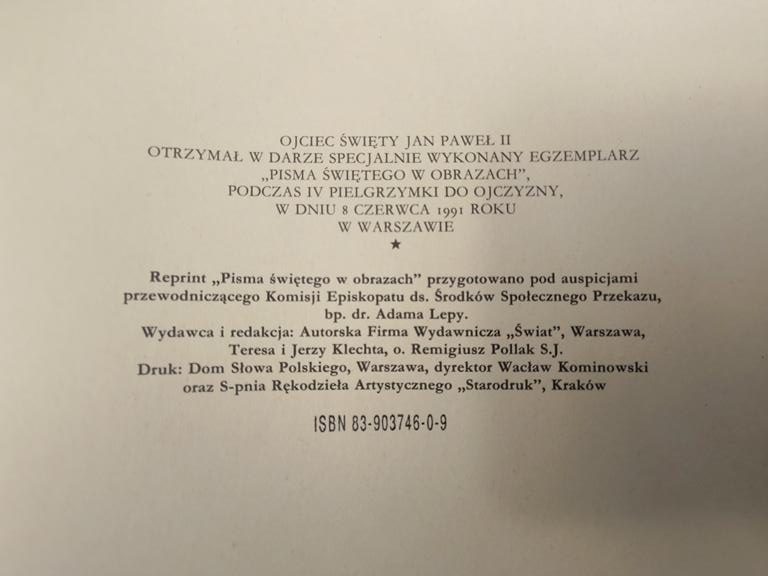 OJCIEC ŚWIĘTY JAN PAWEŁ II
OTRZYMAŁ W DARZE SPECJALNIE WYKONANY EGZEMPLARZ
„PISMA ŚWIĘTEGO W OBRAZACH”,
PODCZAS IV PIELGRZYMKI DO OJCZYZNY,
W DNIU 8 CZERWCA 1991 ROKU
W WARSZAWIE
★
Reprint „Pisma świętego w obrazach” przygotowano pod auspicjami
przewodniczącego Komisji Episkopatu ds. Środków Społecznego Przekazu,
bp. dr. Adama Lepy.
Wydawca i redakcja: Autorska Firma Wydawnicza „Świat”, Warszawa,
Teresa i Jerzy Klechta, o. Remigiusz Pollak S.J.
Druk: Dom Słowa Polskiego, Warszawa, dyrektor Wacław Kominowski
oraz S-pnia Rękodzieła Artystycznego „Starodruk”, Kraków
ISBN 83-903746-0-9